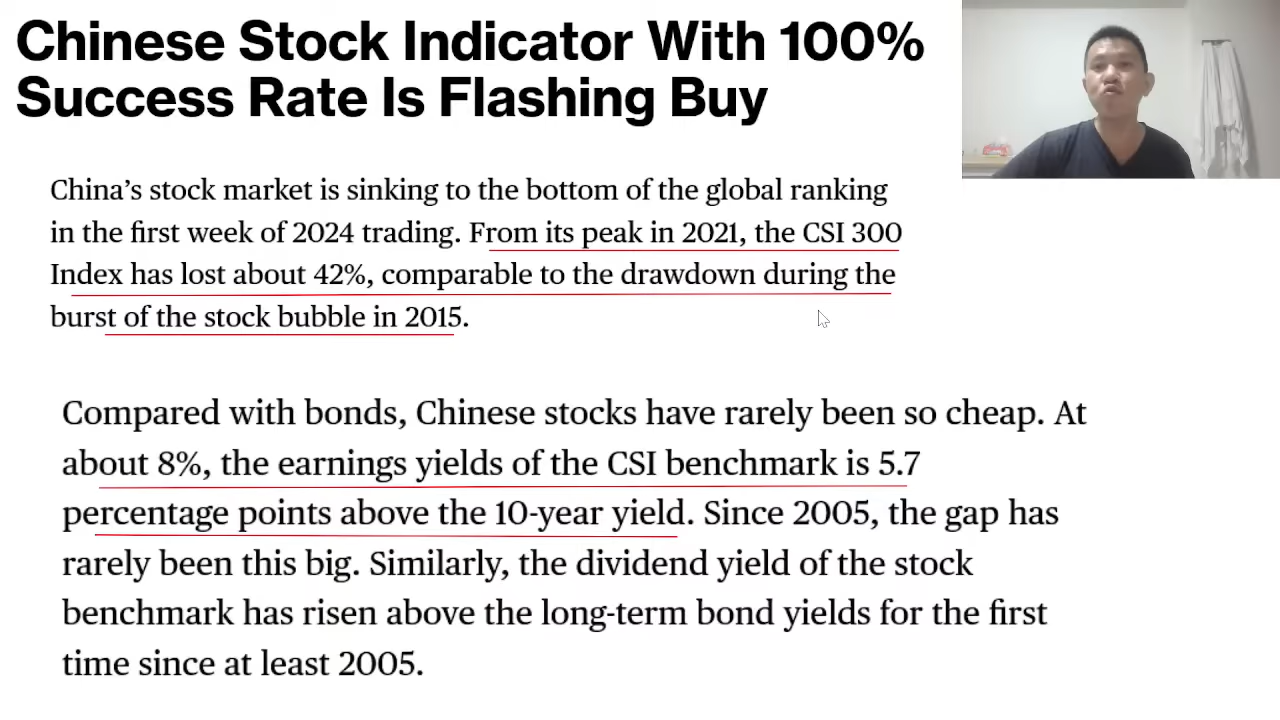 Chinese Stock Indicator With 100%
Success Rate Is Flashing Buy
China’s stock market is sinking to the bottom of the global ranking
in the first week of 2024 trading. From its peak in 2021, the CSI 300
Index has lost about 42%, comparable to the drawdown during the
burst of the stock bubble in 2015.
Compared with bonds, Chinese stocks have rarely been so cheap. At
about 8%, the earnings yields of the CSI benchmark is 5.7
percentage points above the 10-year yield. Since 2005, the gap has
rarely been this big. Similarly, the dividend yield of the stock
benchmark has risen above the long-term bond yields for the first
time since at least 2005.